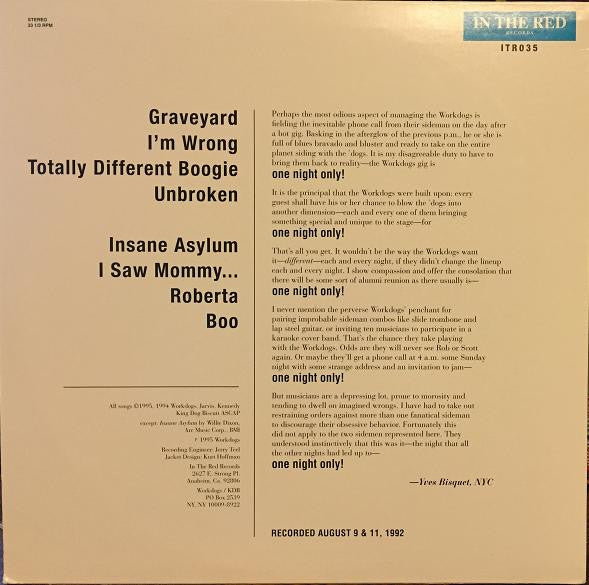 STEREO
33 1/3 RPM
IN THE RED
RECORDS
ITR035
Graveyard
I'm Wrong
Totally Different Boogie
Unbroken
Insane Asylum
I Saw Mommy...
Roberta
Boo
All songs ©1995, 1994 Workdogs, Jarvis, Kennedy
King Dog Biscuit ASCAP
except: Insane Asylum by Willie Dixon,
Arc Music Corp., BMI
℗ 1995 Workdogs
Recording Engineer: Jerry Teel
Jacket Design: Kurt Hoffman
In The Red Records
2627 E. Strong Pl.
Anaheim, Ca. 92806
Workdogs / KDB
PO Box 2539
NY, NY 10009-8922
Perhaps the most odious aspect of managing the Workdogs is
fielding the inevitable phone call from their sideman on the day after
a hot gig. Basking in the afterglow of the previous p.m., he or she is
full of blues bravado and bluster and ready to take on the entire
planet siding with the 'dogs. It is my disagreeable duty to have to
bring them back to reality—the Workdogs gig is
one night only!
It is the principal that the Workdogs were built upon: every
guest shall have his or her chance to blow the 'dogs into
another dimension—each and every one of them bringing
something special and unique to the stage—for
one night only!
That's all you get. It wouldn't be the way the Workdogs want
it—different—each and every night, if they didn't change the lineup
each and every night. I show compassion and offer the consolation that
there will be some sort of alumni reunion as there usually is—
one night only!
I never mention the perverse Workdogs' penchant for
pairing improbable sideman combos like slide trombone and
lap steel guitar, or inviting ten musicians to participate in a
karaoke cover band. That's the chance they take playing
with the Workdogs. Odds are they will never see Rob or Scott
again. Or maybe they'll get a phone call at 4 a.m. some Sunday
night with some strange address and an invitation to jam—
one night only!
But musicians are a depressing lot, prone to morosity and
tending to dwell on imagined wrongs. I have had to take out
restraining orders against more than one fanatical sideman
to discourage their obsessive behavior. Fortunately this
did not apply to the two sidemen represented here. They
understood instinctively that this was it—the night that all
the other nights had led up to—
one night only!
—Yves Bisquet, NYC
RECORDED AUGUST 9 & 11, 1992